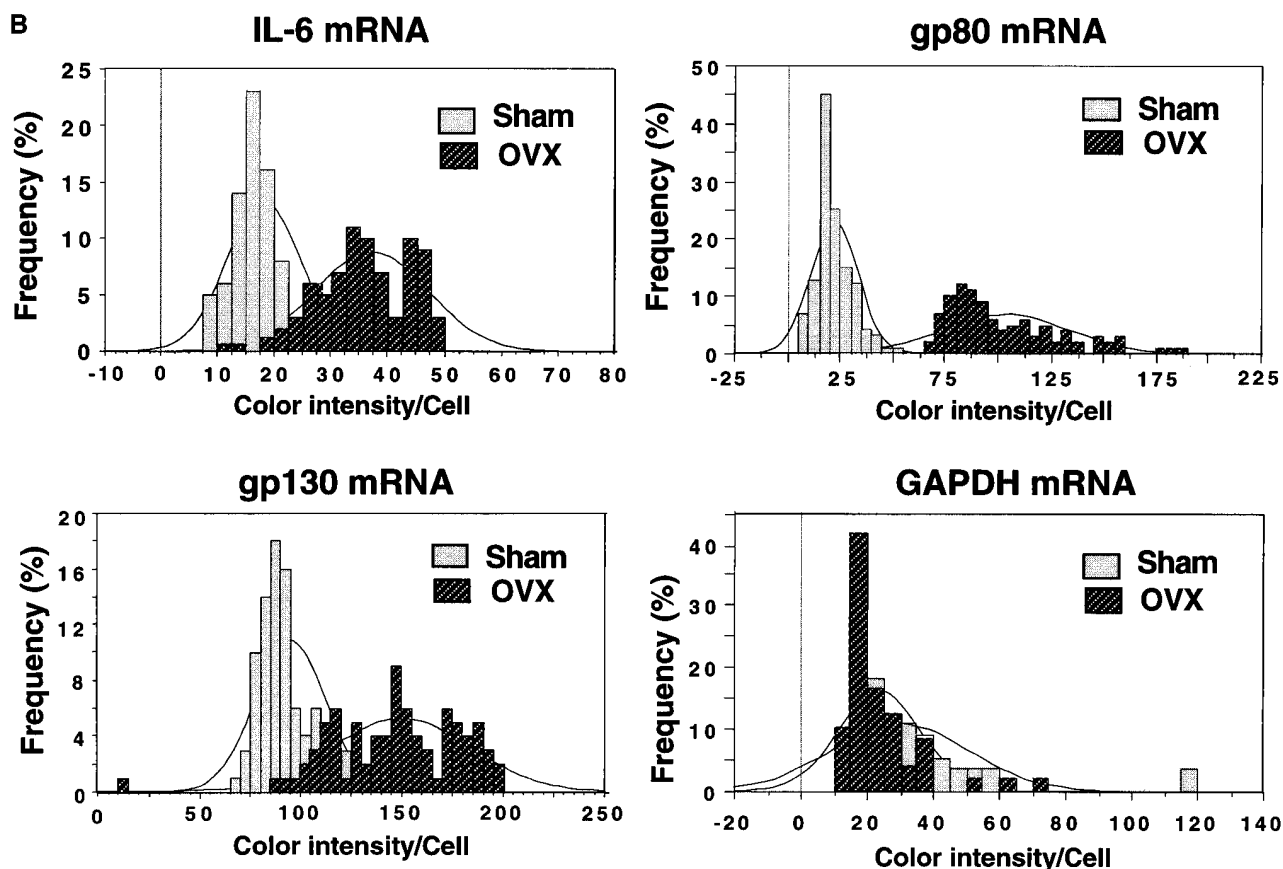 B
IL-6 mRNA
Frequency (%)
25
20
15
10
5
0
Sham
OVX
-10 0 10 20 30 40 50 60 70 80
Color intensity/Cell
gp80 mRNA
Frequency (%)
50
40
30
20
10
0
Sham
OVX
-25 25 75 125 175 225
Color intensity/Cell
gp130 mRNA
Frequency (%)
20
16
12
8
4
0
Sham
OVX
0 50 100 150 200 250
Color intensity/Cell
GAPDH mRNA
Frequency (%)
40
30
20
10
0
Sham
OVX
-20 0 20 40 60 80 100 120 140
Color intensity/Cell